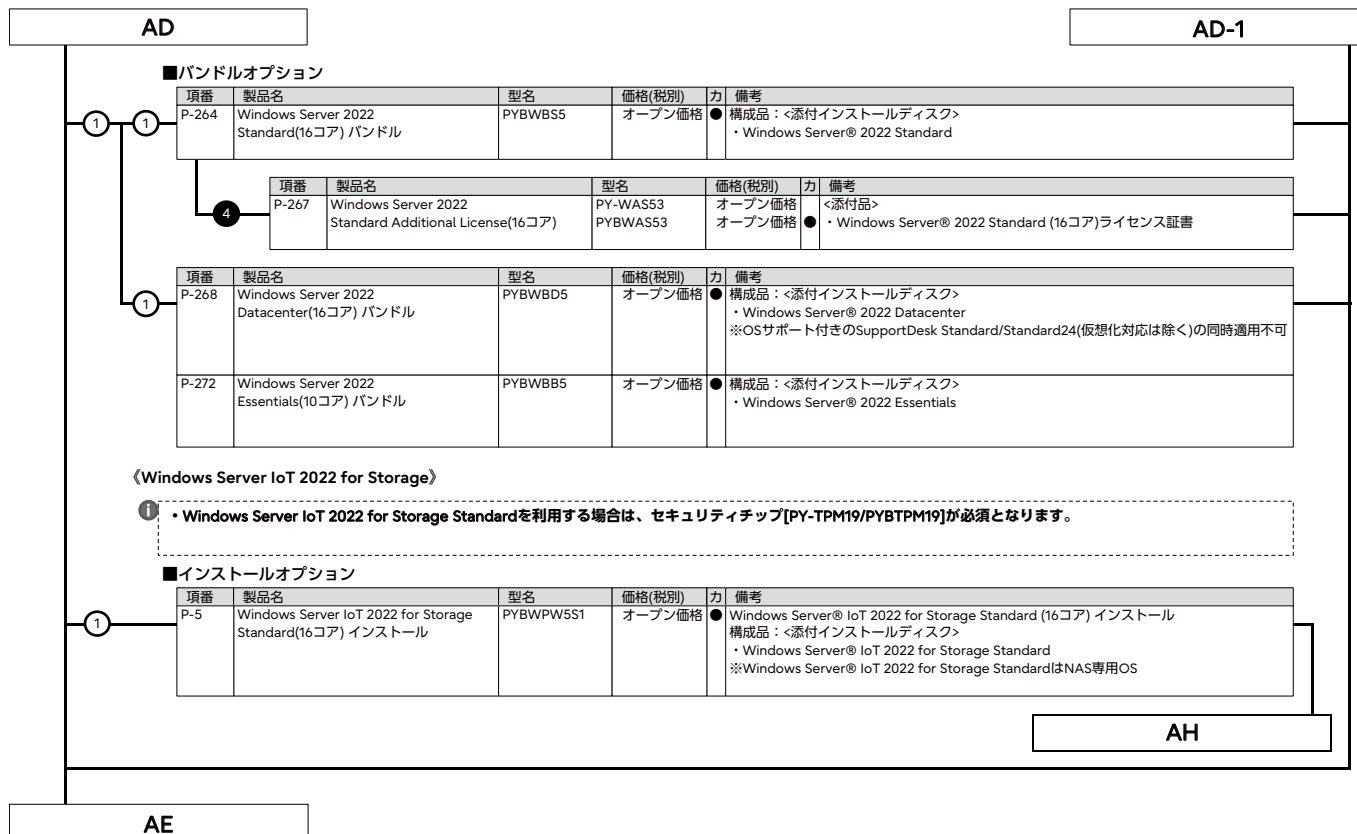 AD
AD-1
■バンドルオプション
項番 製品名 型名 価格(税別) カ 備考
P-264 Windows Server 2022 PYBWBS5 オープン価格 ● 構成品：<添付インストールディスク>
Standard(16コア) バンドル ・Windows Server® 2022 Standard
1 1
項番 製品名 型名 価格(税別) カ 備考
P-267 Windows Server 2022 PY-WAS53 オープン価格 <添付品>
4 Standard Additional License(16コア) PYBWAS53 オープン価格 ● ・Windows Server® 2022 Standard (16コア)ライセンス証書
項番 製品名 型名 価格(税別) カ 備考
P-268 Windows Server 2022 PYBWBD5 オープン価格 ● 構成品：<添付インストールディスク>
1 Datacenter(16コア) バンドル ・Windows Server® 2022 Datacenter
※OSサポート付きのSupportDesk Standard/Standard24(仮想化対応は除く)の同時適用不可
P-272 Windows Server 2022 PYBWBB5 オープン価格 ● 構成品：<添付インストールディスク>
Essentials(10コア) バンドル ・Windows Server® 2022 Essentials
《Windows Server IoT 2022 for Storage》
i ・Windows Server IoT 2022 for Storage Standardを利用する場合は、セキュリティチップ[PY-TPM19/PYBTPM19]が必須となります。
■インストールオプション
項番 製品名 型名 価格(税別) カ 備考
P-5 Windows Server IoT 2022 for Storage PYBWPW5S1 オープン価格 ● Windows Server® IoT 2022 for Storage Standard (16コア) インストール
1 Standard(16コア) インストール 構成品：<添付インストールディスク>
・Windows Server® IoT 2022 for Storage Standard
※Windows Server® IoT 2022 for Storage StandardはNAS専用OS
AH
AE